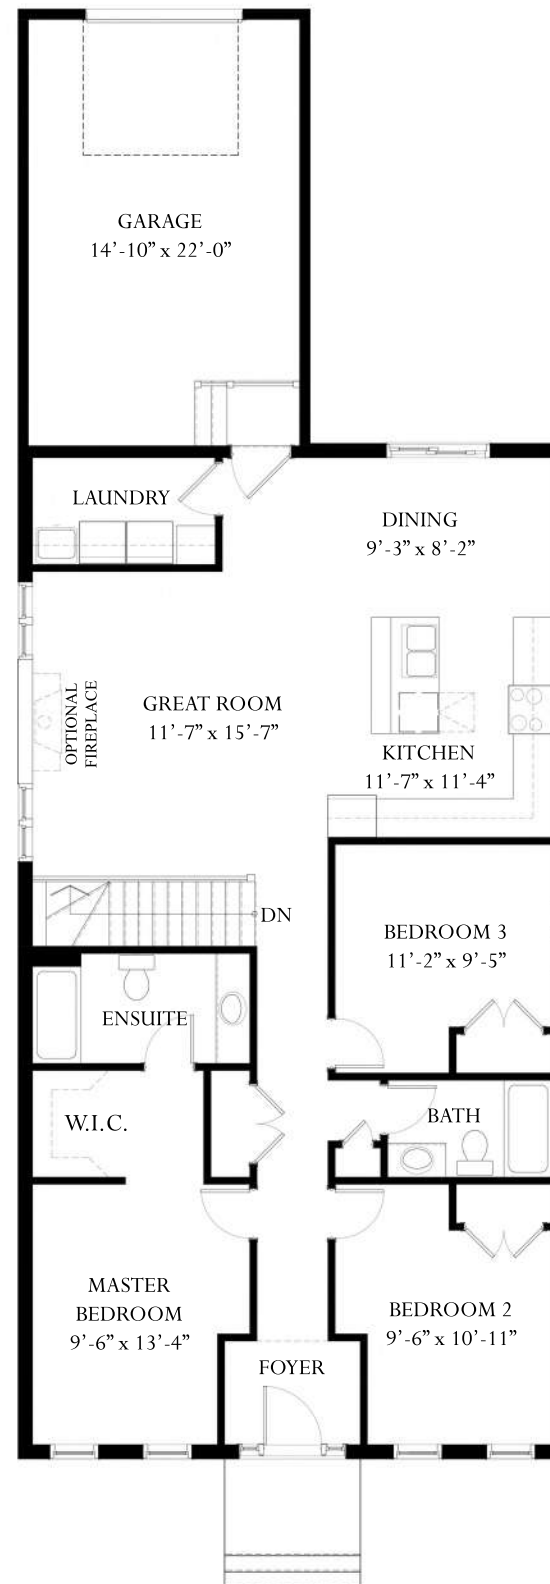 GARAGE
14’-10” x 22’-0”
LAUNDRY
DINING
9’-3” x 8’-2”
OPTIONAL
FIREPLACE
GREAT ROOM
11’-7” x 15’-7”
KITCHEN
11’-7” x 11’-4”
DN
BEDROOM 3
11’-2” x 9’-5”
ENSUITE
W.I.C.
BATH
MASTER
BEDROOM
9’-6” x 13’-4”
BEDROOM 2
9’-6” x 10’-11”
FOYER